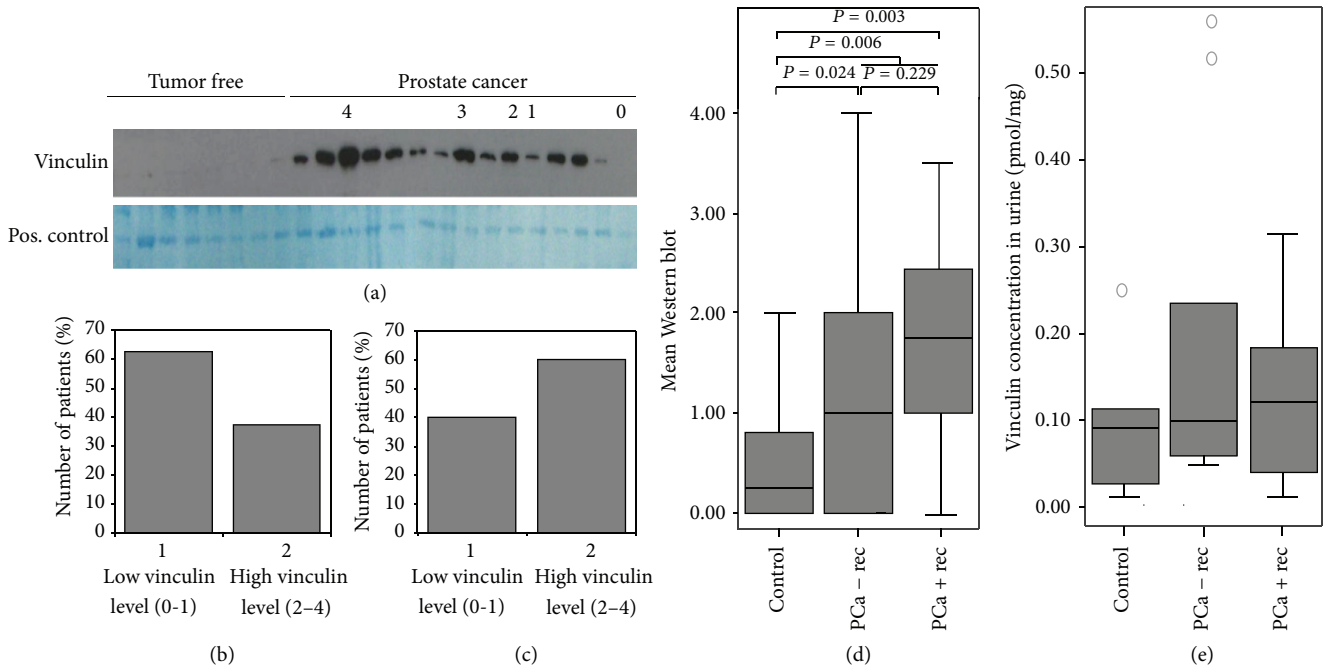 Tumor free
Prostate cancer
4 3 2 1 0
Vinculin
Pos. control
(a)
Number of patients (%)
70
60
50
40
30
20
10
0
1
2
Low vinculin level (0-1)
High vinculin level (2–4)
(b)
Number of patients (%)
70
60
50
40
30
20
10
0
1
2
Low vinculin level (0-1)
High vinculin level (2–4)
(c)
P = 0.003
P = 0.006
P = 0.024
P = 0.229
Mean Western blot
4.00
3.00
2.00
1.00
0.00
Control
PCa − rec
PCa + rec
(d)
Vinculin concentration in urine (pmol/mg)
0.50
0.40
0.30
0.20
0.10
0.00
Control
PCa − rec
PCa + rec
(e)